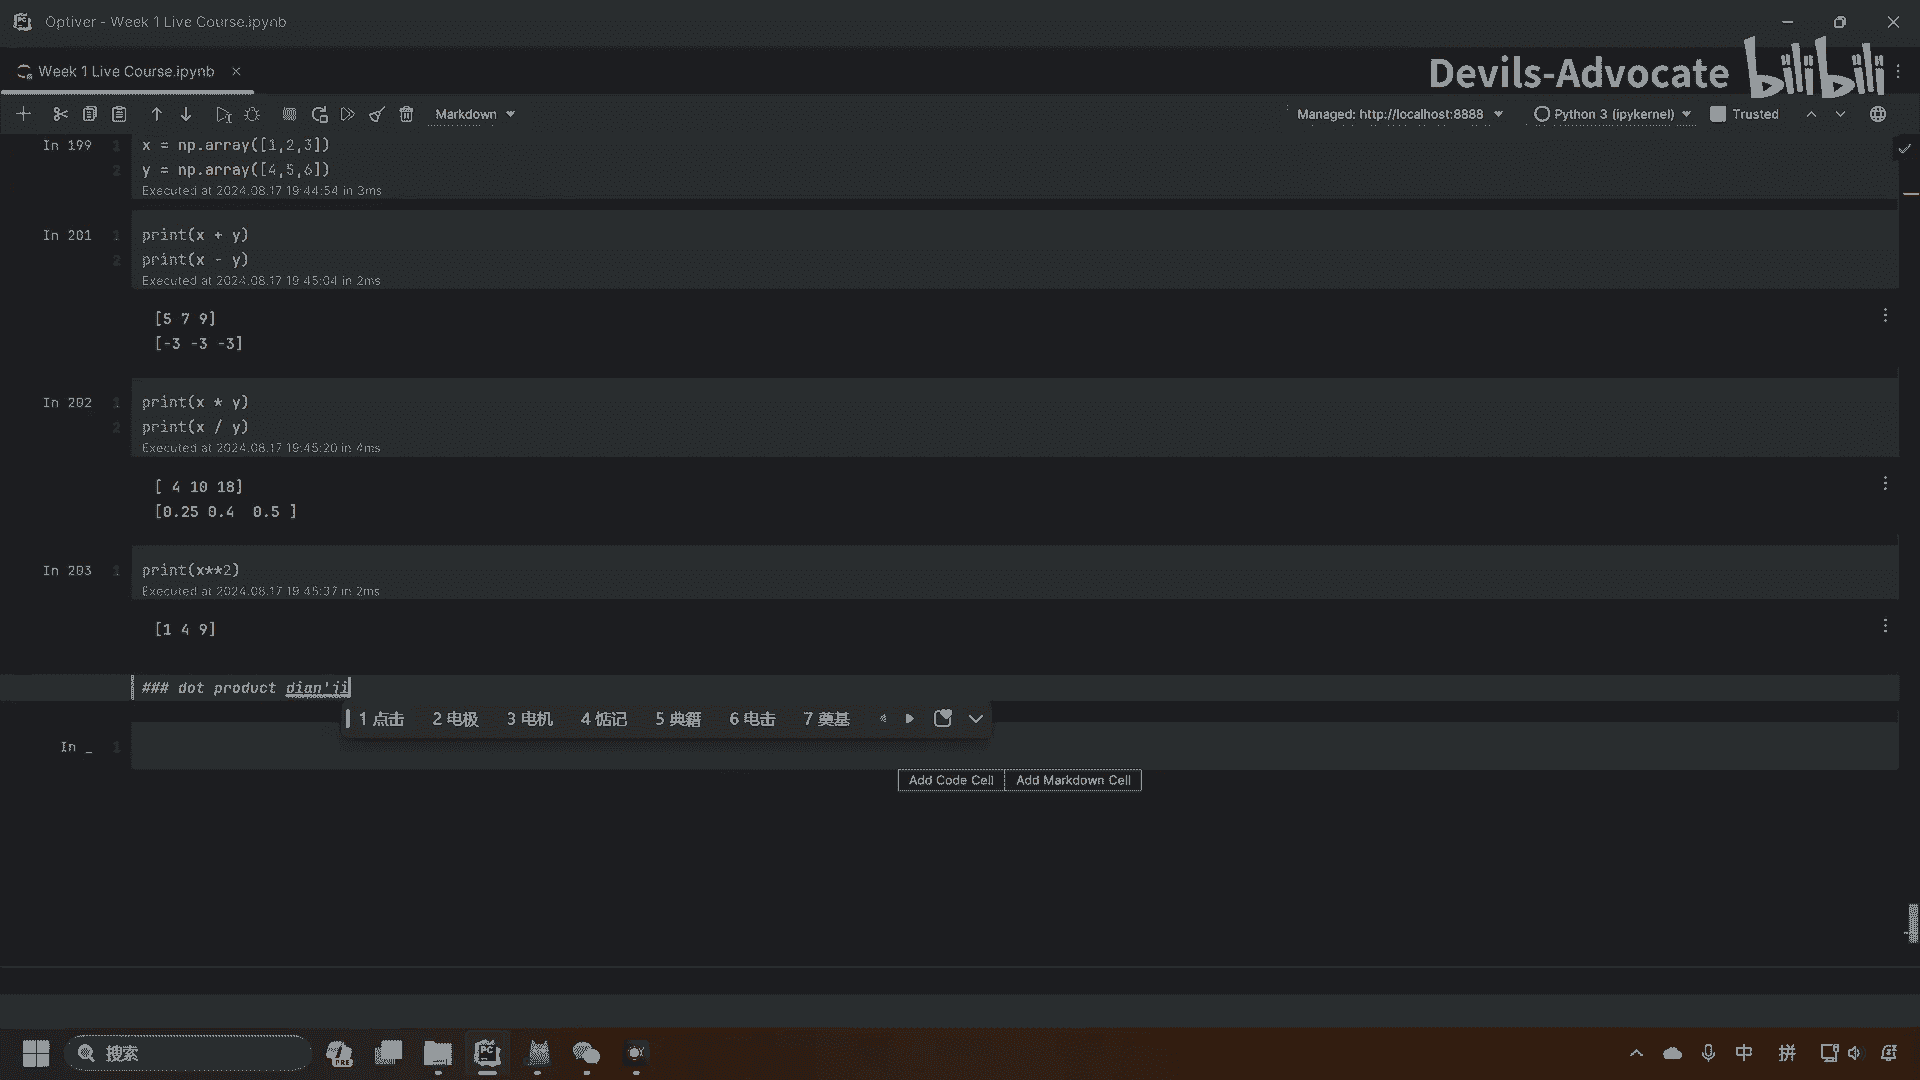 Optiver - Week 1 Live Course.ipynb
Week 1 Live Course.ipynb
Devils-Advocate bilibili
Markdown
Managed: http://localhost:8888
Python 3 (ipykernel)
Trusted
In 199
1 x = np.array([1,2,3])
2 y = np.array([4,5,6])
Executed at 2024.08.17 19:44:54 in 3ms
In 201
1 print(x + y)
2 print(x - y)
Executed at 2024.08.17 19:45:04 in 2ms
[5 7 9]
[-3 -3 -3]
In 202
1 print(x * y)
2 print(x / y)
Executed at 2024.08.17 19:45:20 in 4ms
[ 4 10 18]
[0.25 0.4  0.5 ]
In 203
1 print(x**2)
Executed at 2024.08.17 19:45:37 in 2ms
[1 4 9]
### dot product dian'ji
1 点击 2 电极 3 电机 4 惦记 5 典籍 6 电击 7 奠基
In _ 1
Add Code Cell Add Markdown Cell
搜索
PRE
PC
中
拼